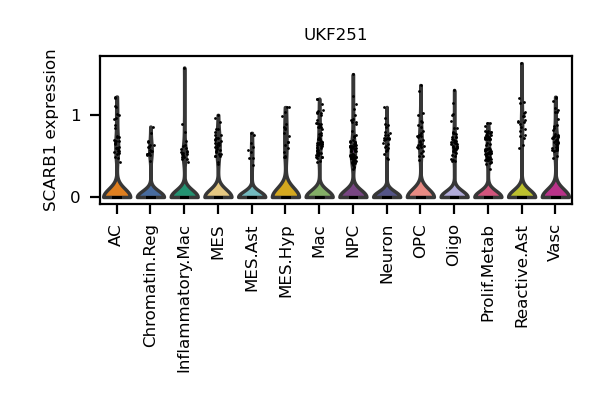 UKF251
SCARB1 expression
1
0
AC
Chromatin.Reg
Inflammatory.Mac
MES
MES.Ast
MES.Hyp
Mac
NPC
Neuron
OPC
Oligo
Prolif.Metab
Reactive.Ast
Vasc